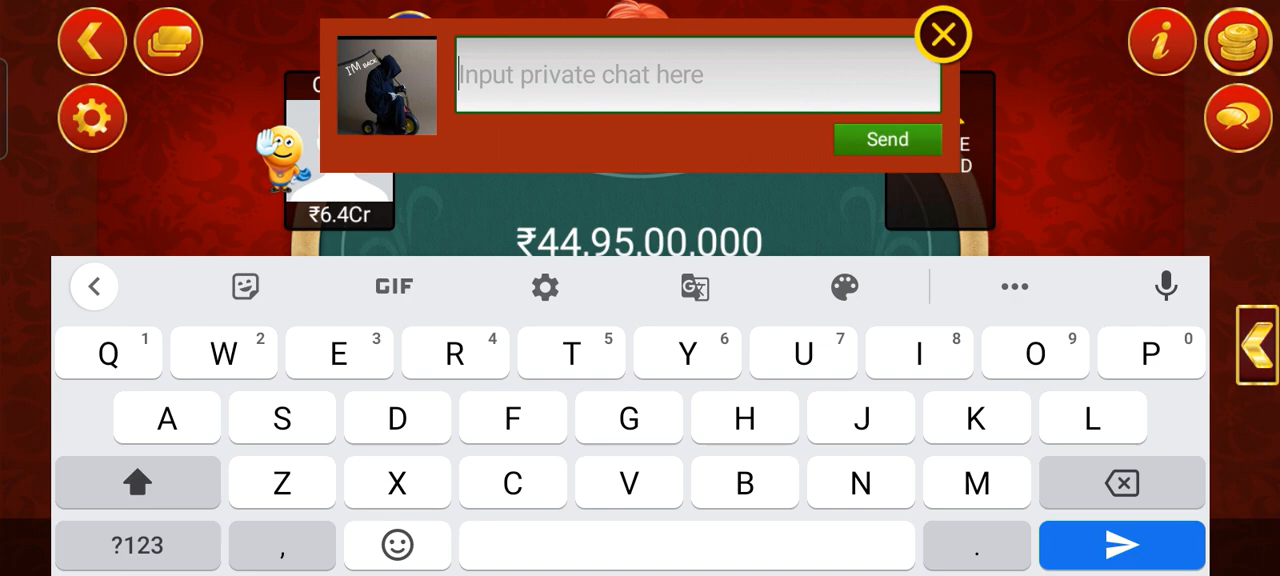 I'M BACK
Input private chat here
Send
₹6.4Cr
₹44,95,00,000
GIF
Q 1 W 2 E 3 R 4 T 5 Y 6 U 7 I 8 O 9 P 0
A S D F G H J K L
Z X C V B N M
?123 , .